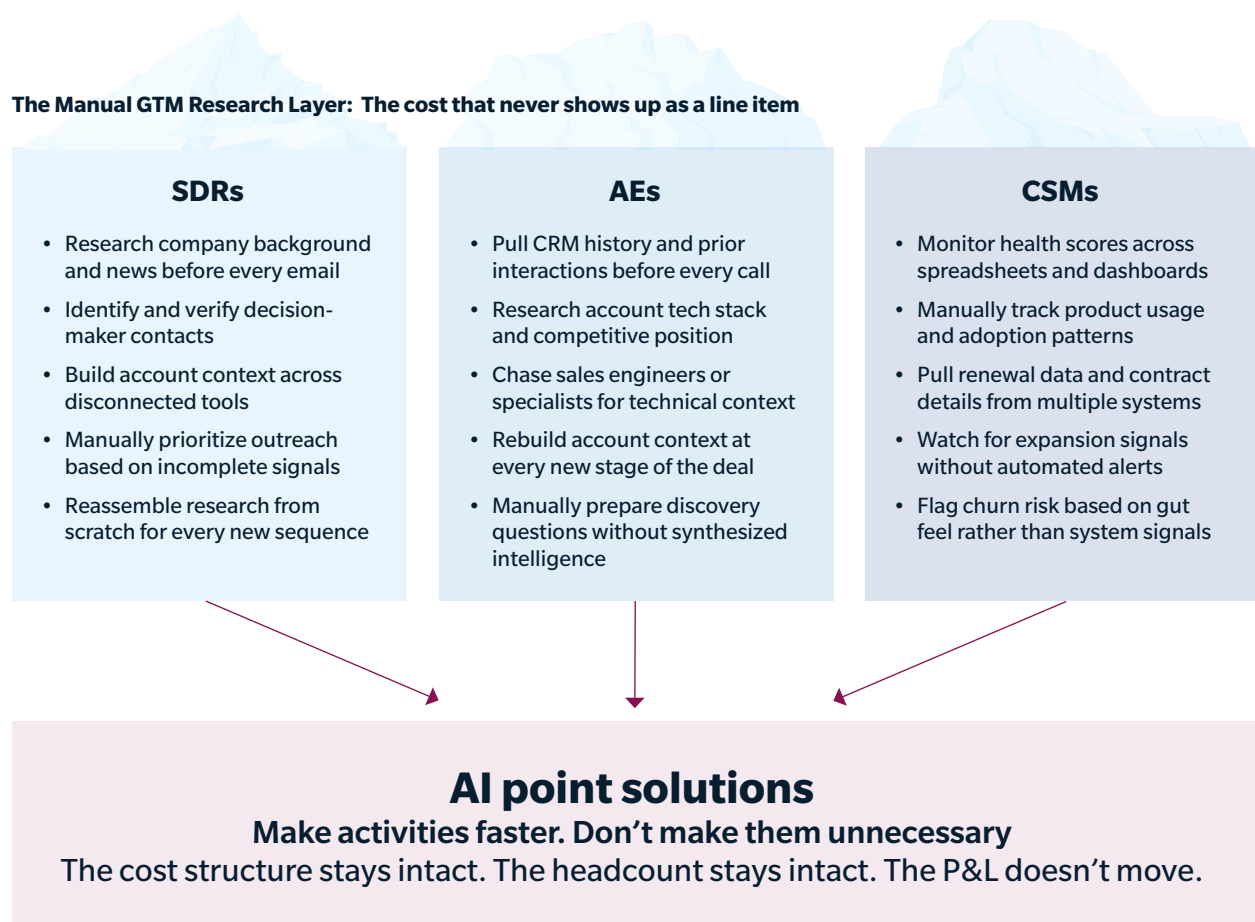 The Manual GTM Research Layer: The cost that never shows up as a line item
SDRs
• Research company background
and news before every email
• Identify and verify decision-
maker contacts
• Build account context across
disconnected tools
• Manually prioritize outreach
based on incomplete signals
• Reassemble research from
scratch for every new sequence
AEs
• Pull CRM history and prior
interactions before every call
• Research account tech stack
and competitive position
• Chase sales engineers or
specialists for technical context
• Rebuild account context at
every new stage of the deal
• Manually prepare discovery
questions without synthesized
intelligence
CSMs
• Monitor health scores across
spreadsheets and dashboards
• Manually track product usage
and adoption patterns
• Pull renewal data and contract
details from multiple systems
• Watch for expansion signals
without automated alerts
• Flag churn risk based on gut
feel rather than system signals
AI point solutions
Make activities faster. Don’t make them unnecessary
The cost structure stays intact. The headcount stays intact. The P&L doesn’t move.